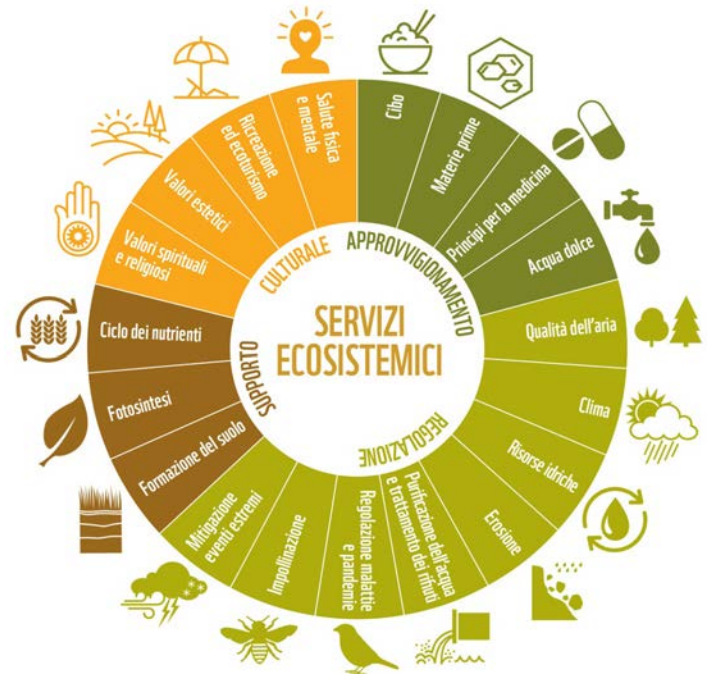 SERVIZI
ECOSISTEMICI
APPROVVIGIONAMENTO
Cibo
Materie prime
Principi per la medicina
Acqua dolce
REGOLAZIONE
Qualità dell'aria
Clima
Risorse idriche
Erosione
Purificazione dell'acqua
e trattamento dei rifiuti
Regolazione malattie
e pandemie
Impollinazione
Mitigazione
eventi estremi
SUPPORTO
Formazione del suolo
Fotosintesi
Ciclo dei nutrienti
CULTURALE
Valori spirituali
e religiosi
Valori estetici
Ricreazione
ed ecoturismo
Salute fisica
e mentale